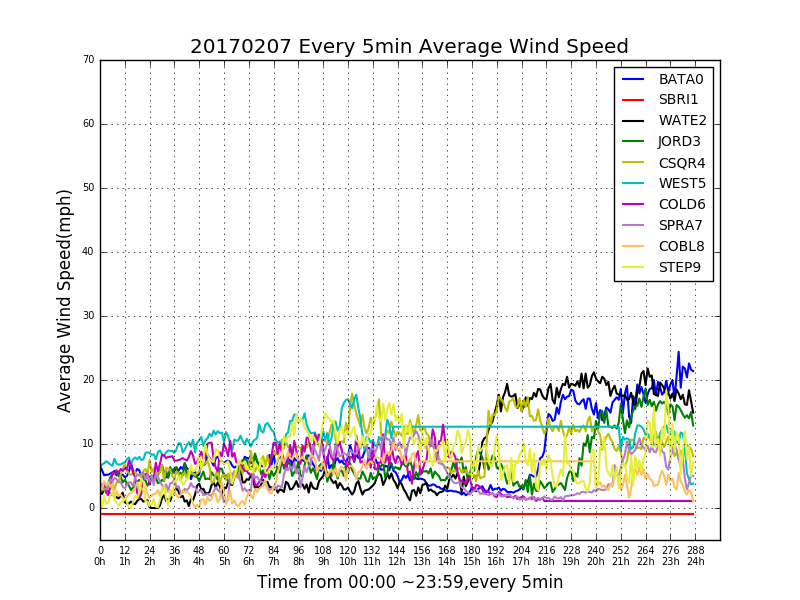 20170207 Every 5min Average Wind Speed
70
60
50
40
30
20
10
0
Average Wind Speed(mph)
BATA0
SBRI1
WATE2
JORD3
CSQR4
WEST5
COLD6
SPRA7
COBL8
STEP9
0 12 24 36 48 60 72 84 96 108 120 132 144 156 168 180 192 204 216 228 240 252 264 276 288
0h 1h 2h 3h 4h 5h 6h 7h 8h 9h 10h 11h 12h 13h 14h 15h 16h 17h 18h 19h 20h 21h 22h 23h 24h
Time from 00:00 ~23:59,every 5min